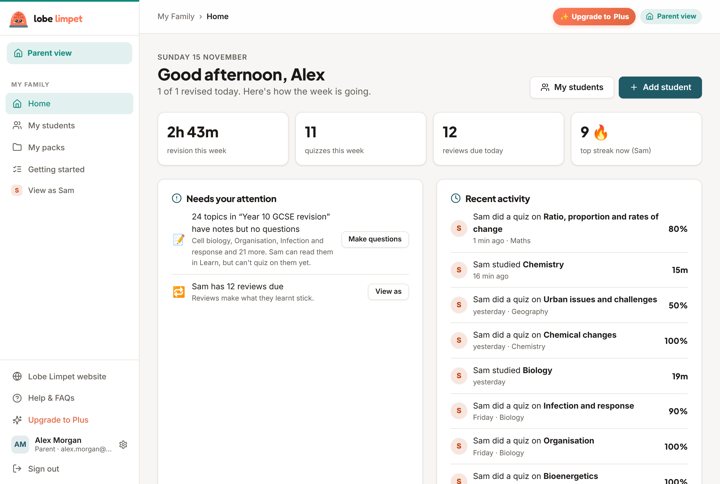 lobe limpet
Parent view
MY FAMILY
Home
My students
My packs
Getting started
S View as Sam
Lobe Limpet website
Help & FAQs
Upgrade to Plus
AM Alex Morgan
Parent · alex.morgan@...
Sign out
My Family › Home
✨ Upgrade to Plus
Parent view
SUNDAY 15 NOVEMBER
Good afternoon, Alex
1 of 1 revised today. Here's how the week is going.
My students
+ Add student
2h 43m
revision this week
11
quizzes this week
12
reviews due today
9 🔥
top streak now (Sam)
Needs your attention
24 topics in “Year 10 GCSE revision”
have notes but no questions
Cell biology, Organisation, Infection and
response and 21 more. Sam can read them
in Learn, but can't quiz on them yet.
Make questions
Sam has 12 reviews due
Reviews make what they learnt stick.
View as
Recent activity
S Sam did a quiz on Ratio, proportion and rates of
change
1 min ago · Maths
80%
S Sam studied Chemistry
16 min ago
15m
S Sam did a quiz on Urban issues and challenges
yesterday · Geography
50%
S Sam did a quiz on Chemical changes
yesterday · Chemistry
100%
S Sam studied Biology
yesterday
19m
S Sam did a quiz on Infection and response
Friday · Biology
90%
S Sam did a quiz on Organisation
Friday · Biology
100%
S Sam did a quiz on Bioenergetics
100%